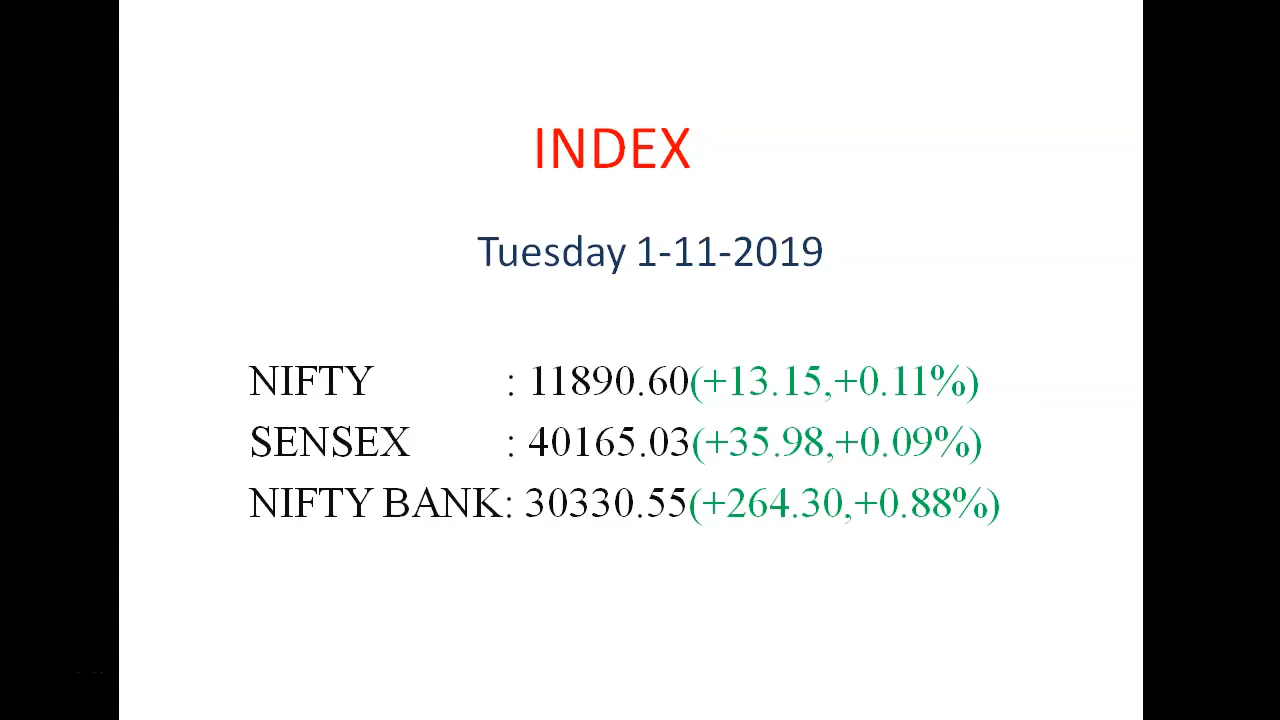 INDEX
Tuesday 1-11-2019
NIFTY : 11890.60(+13.15,+0.11%)
SENSEX : 40165.03(+35.98,+0.09%)
NIFTY BANK: 30330.55(+264.30,+0.88%)